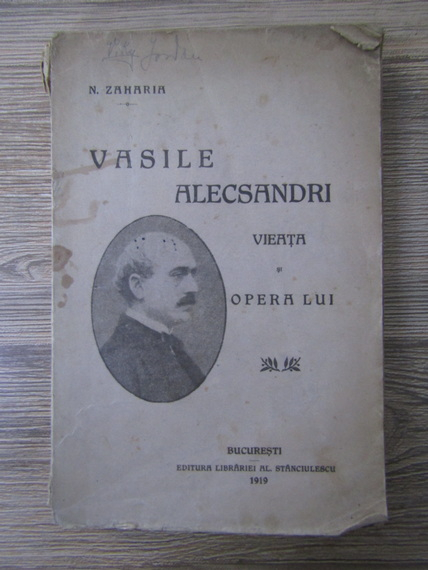 N. ZAHARIA
VASILE
ALECSANDRI
VIEAȚA
ȘI
OPERA LUI
BUCUREȘTI
EDITURA LIBRĂRIEI AL. STĂNCIULESCU
1919